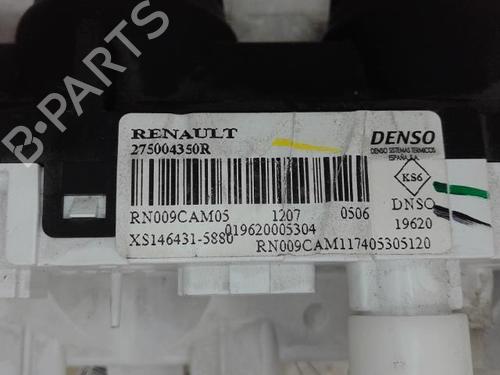 RENAULT
275004350R
DENSO
DENSO SISTEMAS TERMICOS
ESPAÑA, S.A.
KS6
RN009CAM05 1207 0506
DNSO
019620005304
19620
XS146431-5880
RN009CAM117405305120
B-PARTS